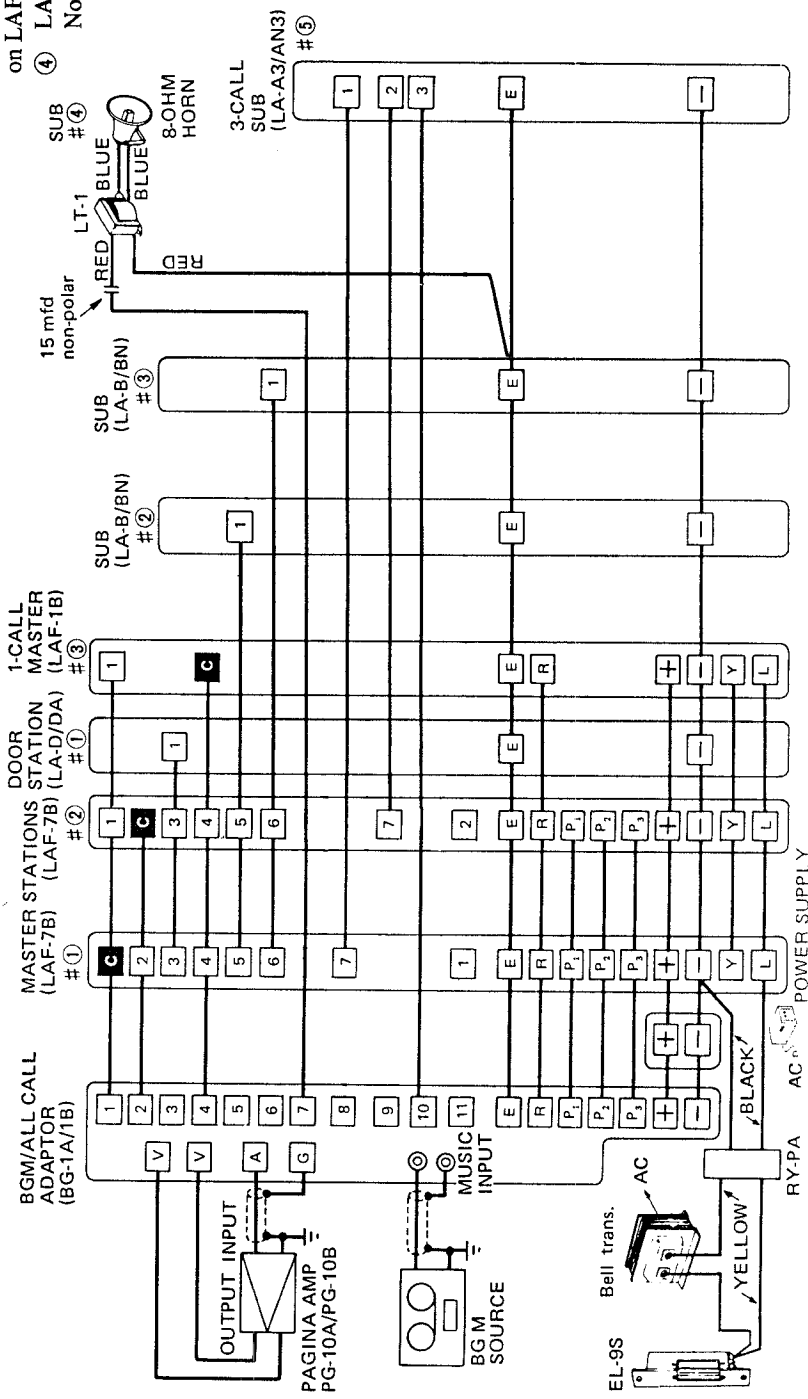 on LAF
④ LA
No
BGM/ALL CALL
ADAPTOR
(BG-1A/1B)
MASTER STATIONS
(LAF-7B) (LAF-7B)
#① #②
DOOR
STATION
(LA-D/DA)
#①
1-CALL
MASTER
(LAF-1B)
#③
SUB
(LA-B/BN)
#②
SUB
(LA-B/BN)
#③
15 mfd
non-polar
RED
RED
LT-1
BLUE
BLUE
SUB
#④
8-OHM
HORN
3-CALL
SUB
(LA-A3/AN3)
#⑤
1 C 1 1
2 2 C
3 3 3 1
4 4 4 C
5 5 5 1
6 6 6 1
7 7 1
8
9 7 2
10 3
11 1 2
E E E E E E E E
R R R R
P₁ P₁ P₁
P₂ P₂ P₂
P₃ P₃ P₃
+ + + + +
− − − − − − − − −
Y Y Y
L L L
V
V
A
G
OUTPUT INPUT
PAGINA AMP
PG-10A/PG-10B
MUSIC
INPUT
BGM
SOURCE
Bell trans.
AC
YELLOW
EL-9S
RY-PA
BLACK
AC
POWER SUPPLY